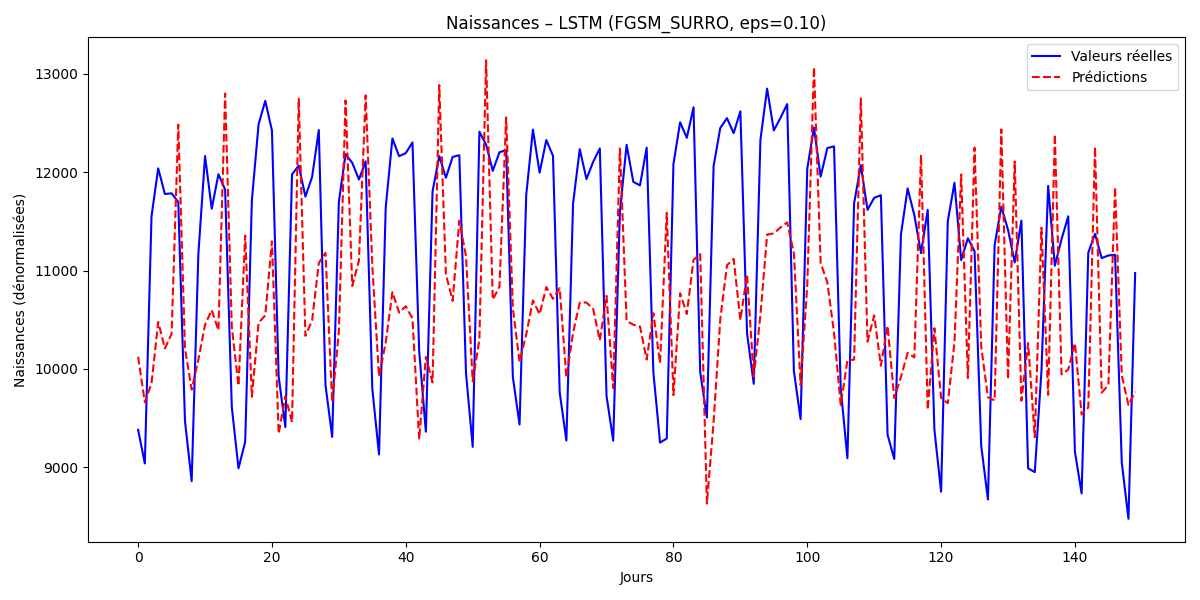 Naissances – LSTM (FGSM_SURRO, eps=0.10)
Valeurs réelles
Prédictions
Naissances (dénormalisées)
13000
12000
11000
10000
9000
0 20 40 60 80 100 120 140
Jours